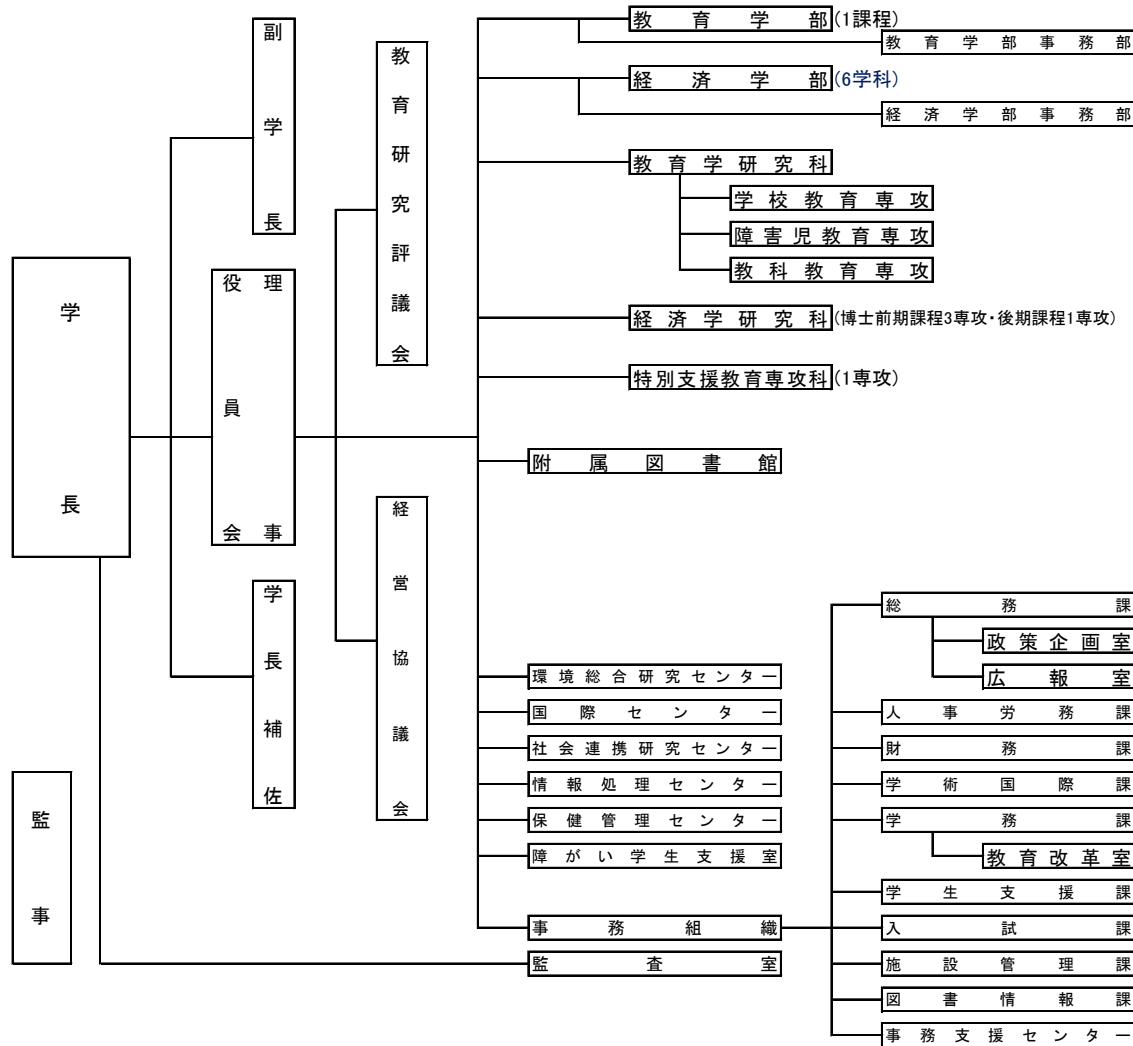 学長
監事
副学長
役員会
理事
学長補佐
教育研究評議会
経営協議会
教育学部(1課程)
教育学部事務部
経済学部(6学科)
経済学部事務部
教育学研究科
学校教育専攻
障害児教育専攻
教科教育専攻
経済学研究科(博士前期課程3専攻・後期課程1専攻)
特別支援教育専攻科(1専攻)
附属図書館
環境総合研究センター
国際センター
社会連携研究センター
情報処理センター
保健管理センター
障がい学生支援室
事務組織
監査室
総務課
政策企画室
広報室
人事労務課
財務課
学術国際課
学務課
教育改革室
学生支援課
入試課
施設管理課
図書情報課
事務支援センター